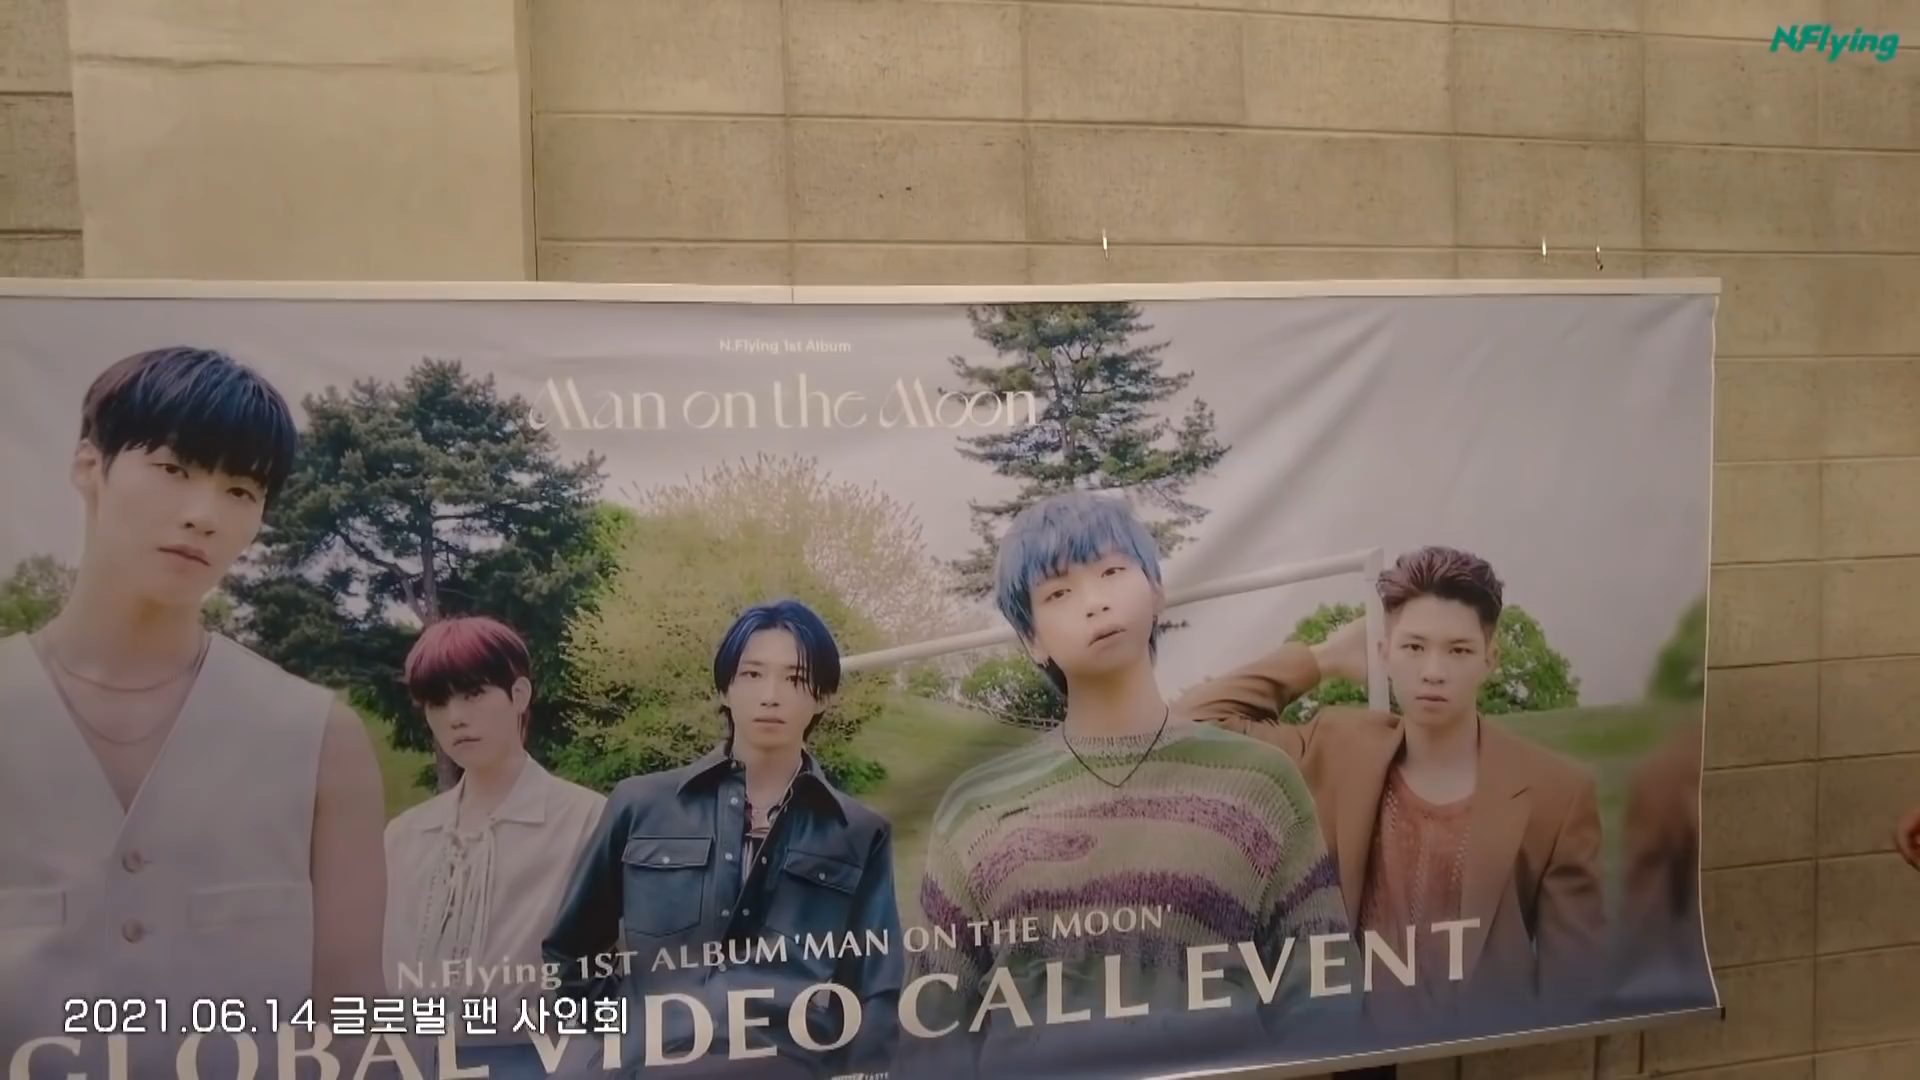 N.Flying
N.Flying 1st Album
Man on the Moon
N.Flying 1ST ALBUM 'MAN ON THE MOON'
GLOBAL VIDEO CALL EVENT
2021.06.14 글로벌 팬 사인회